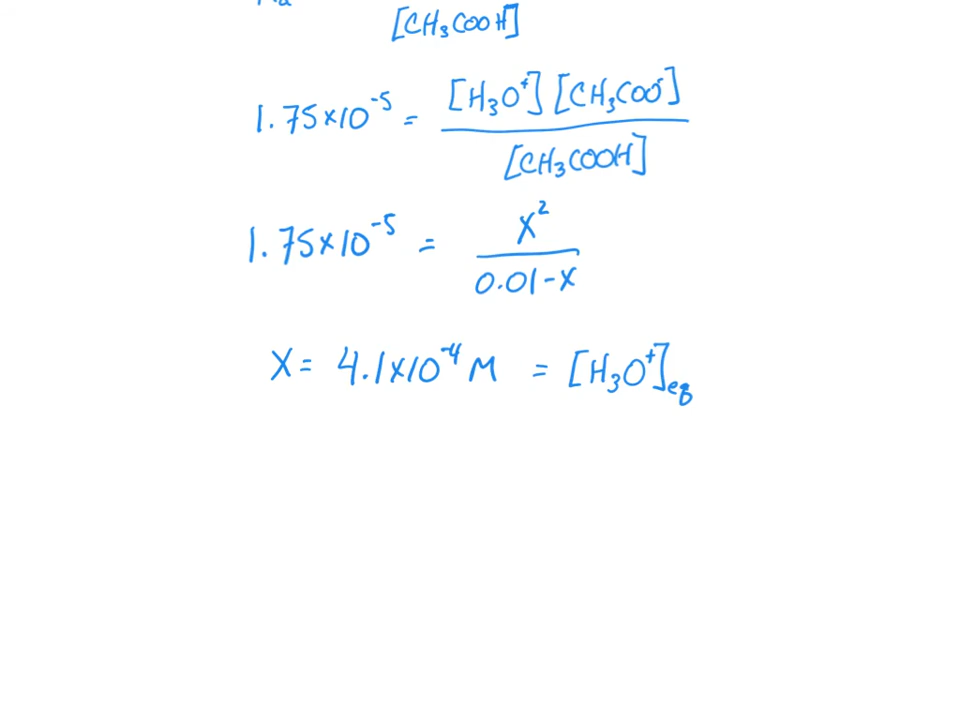 [CH₃COOH]
1.75×10⁻⁵ = [H₃O⁺][CH₃COO⁻] / [CH₃COOH]
1.75×10⁻⁵ = x² / 0.01-x
x = 4.1×10⁻⁴ M = [H₃O⁺]eq